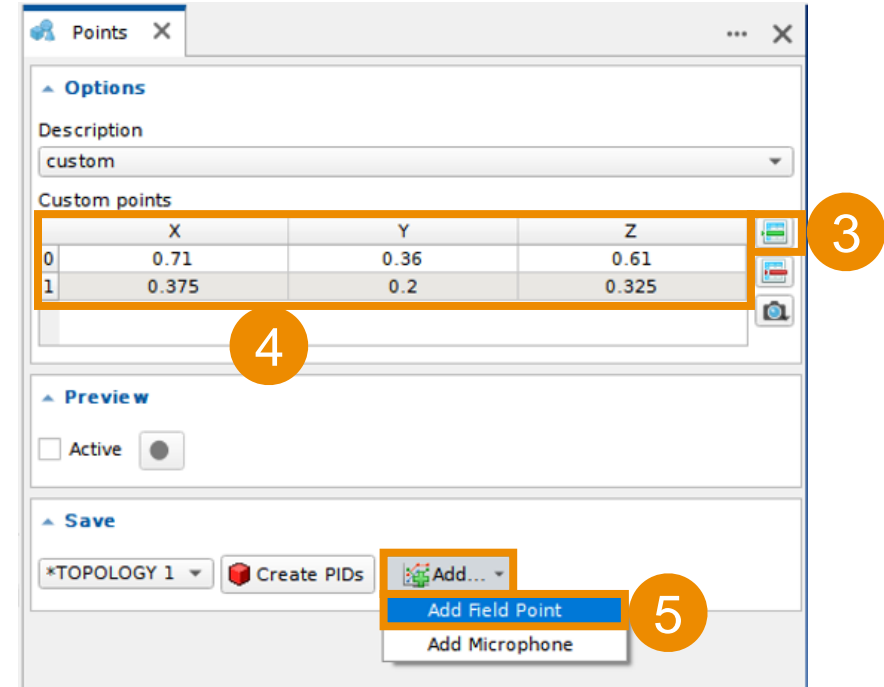 Points
Options
Description
custom
Custom points
X Y Z
0 0.71 0.36 0.61
1 0.375 0.2 0.325
3
4
Preview
Active
Save
*TOPOLOGY 1 Create PIDs Add...
Add Field Point
5
Add Microphone